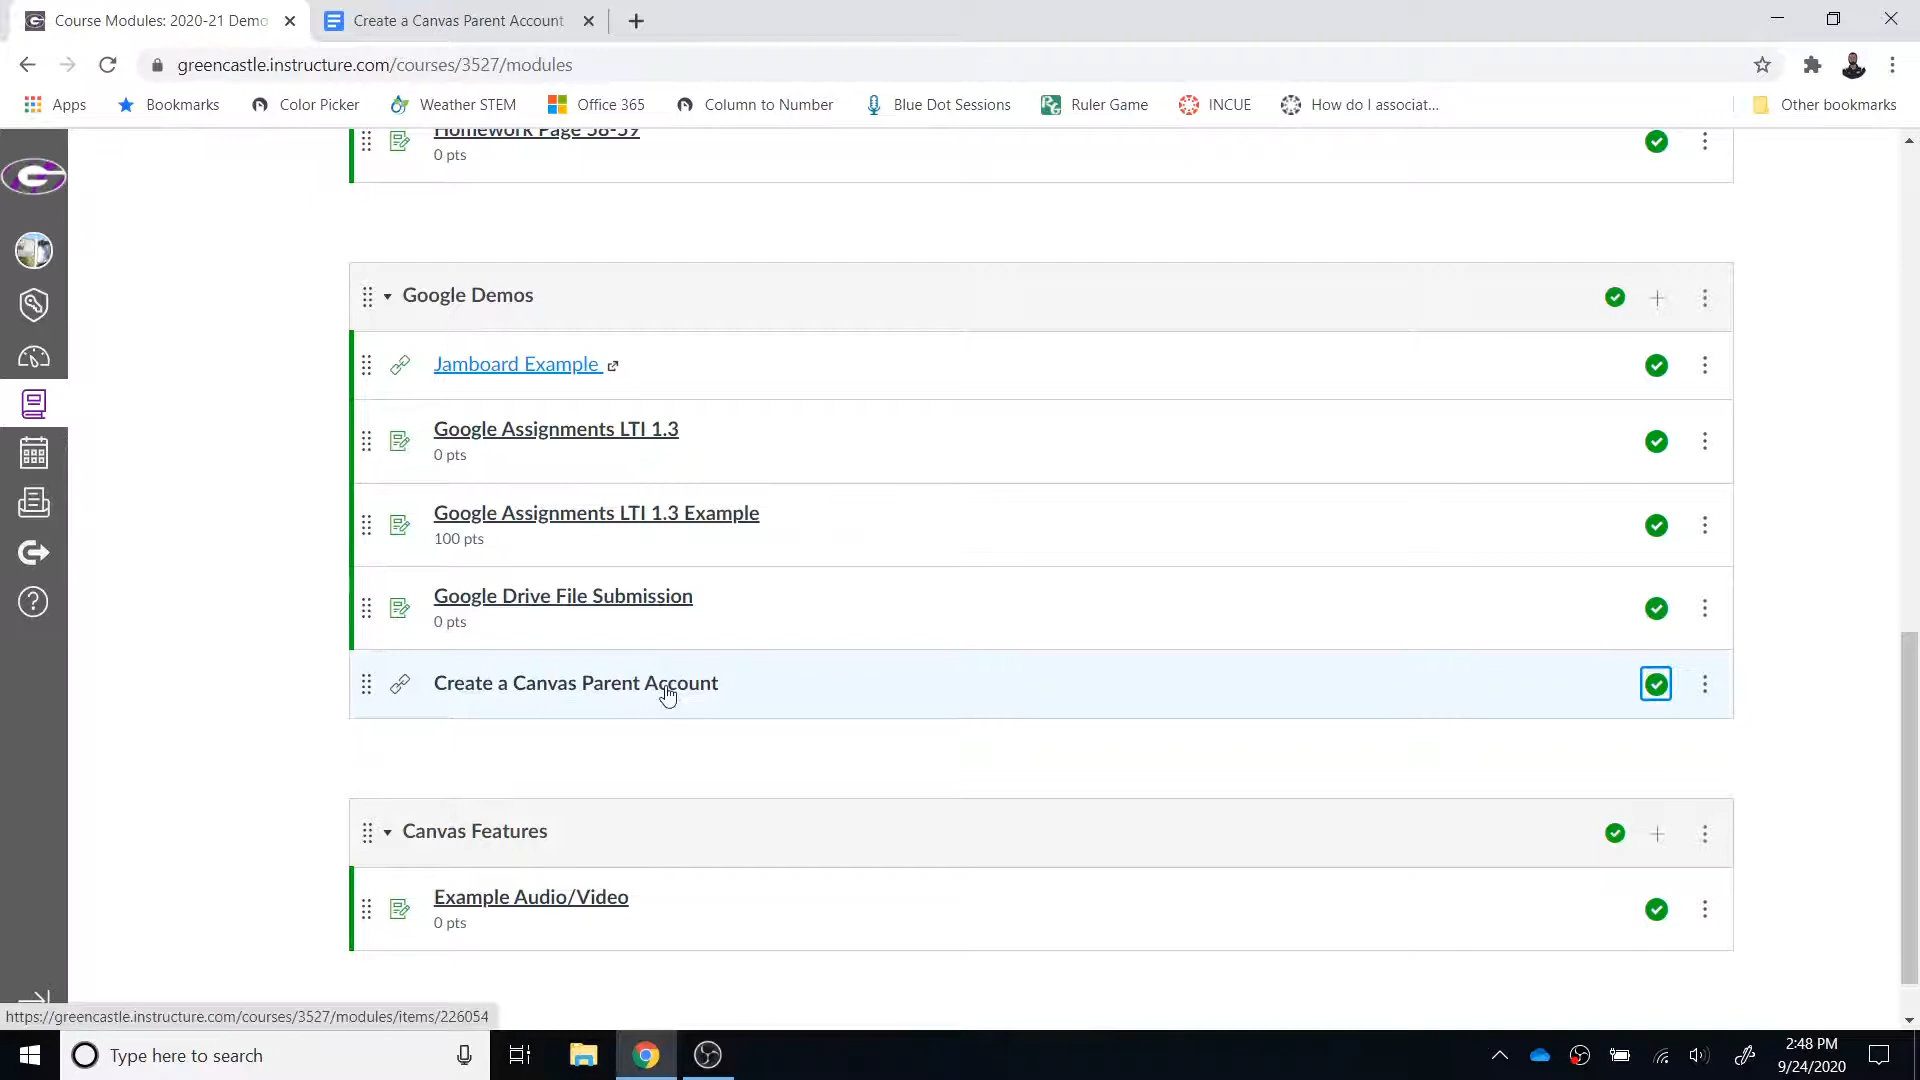 Course Modules: 2020-21 Demo
Create a Canvas Parent Account
greencastle.instructure.com/courses/3527/modules
Apps
Bookmarks
Color Picker
Weather STEM
Office 365
Column to Number
Blue Dot Sessions
Ruler Game
INCUE
How do I associat...
Other bookmarks
Homework Page 58-59
0 pts
Google Demos
Jamboard Example
Google Assignments LTI 1.3
0 pts
Google Assignments LTI 1.3 Example
100 pts
Google Drive File Submission
0 pts
Create a Canvas Parent Account
Canvas Features
Example Audio/Video
0 pts
https://greencastle.instructure.com/courses/3527/modules/items/226054
Type here to search
2:48 PM
9/24/2020